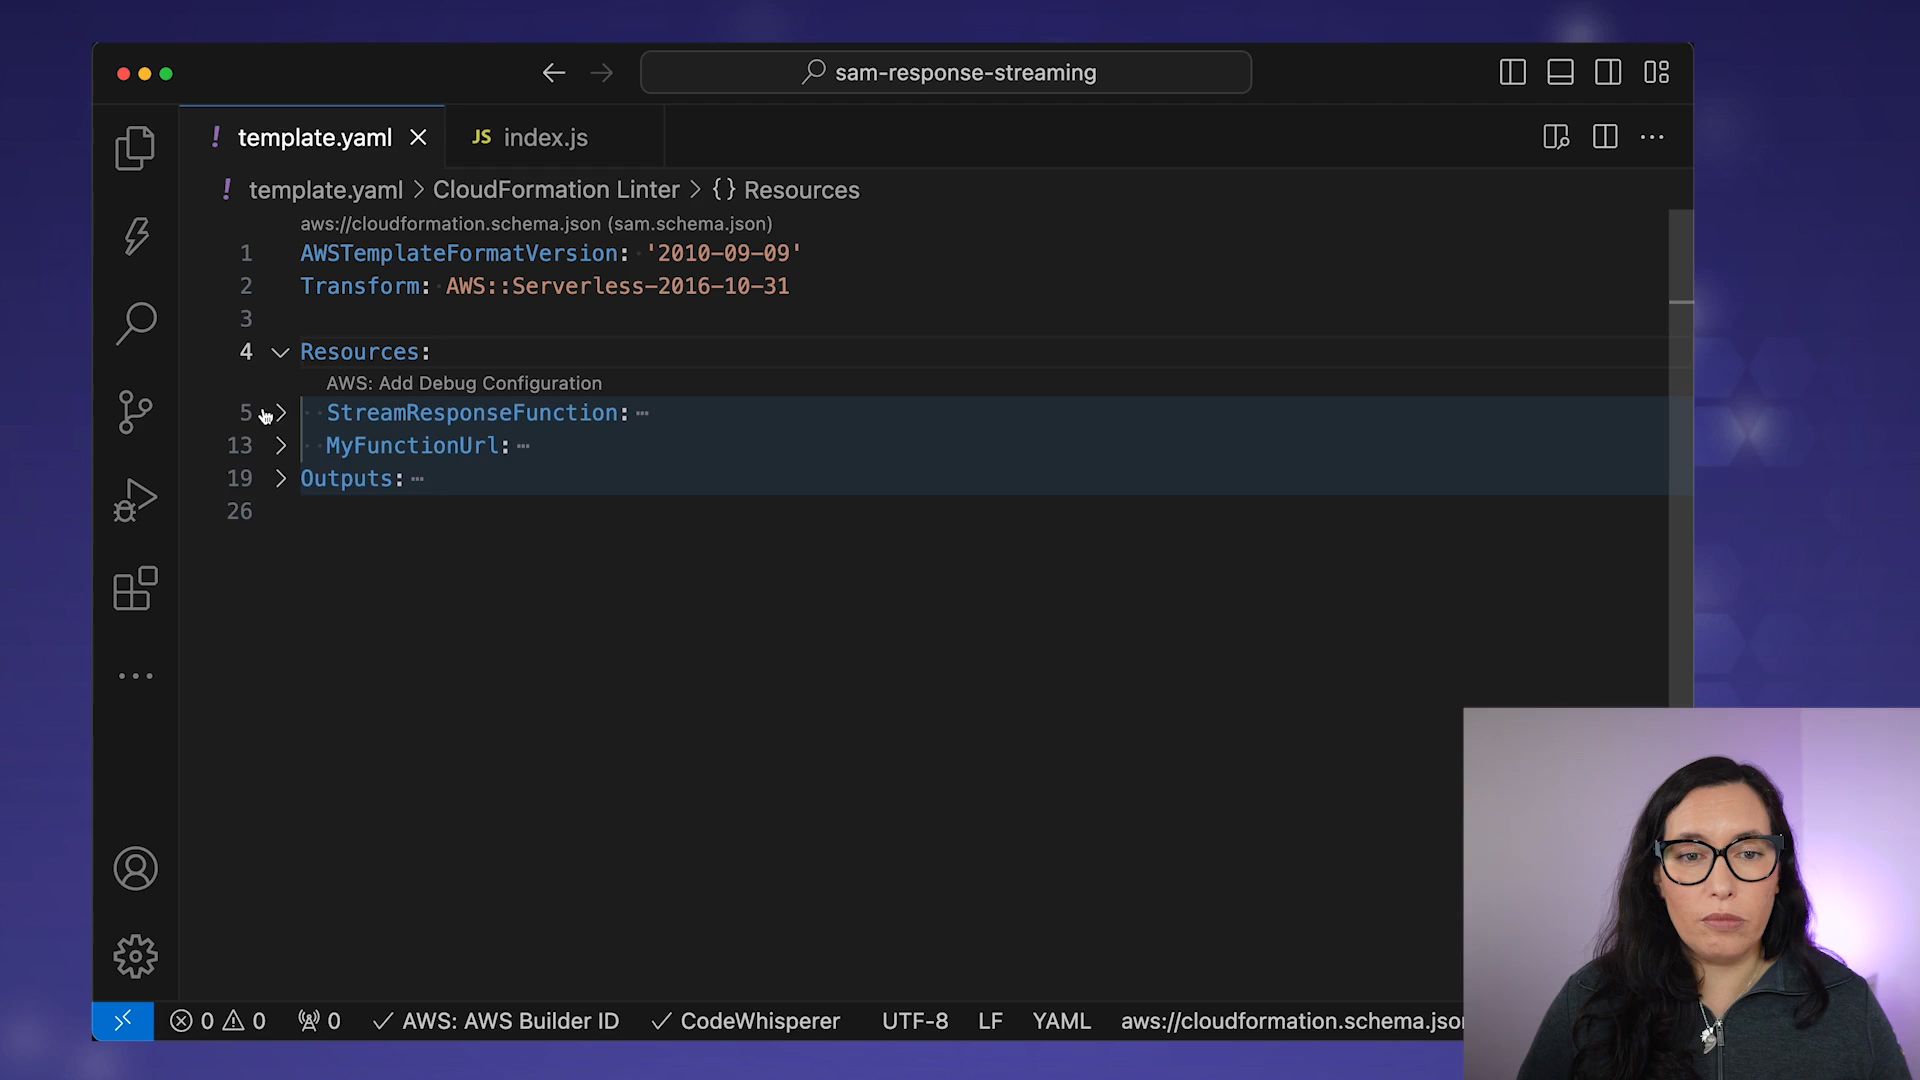 sam-response-streaming
! template.yaml
JS index.js
! template.yaml > CloudFormation Linter > {} Resources
aws://cloudformation.schema.json (sam.schema.json)
1 AWSTemplateFormatVersion: '2010-09-09'
2 Transform: AWS::Serverless-2016-10-31
3
4 Resources:
AWS: Add Debug Configuration
5 StreamResponseFunction: ⋯
13 MyFunctionUrl: ⋯
19 Outputs: ⋯
26
0 0 0 AWS: AWS Builder ID CodeWhisperer UTF-8 LF YAML aws://cloudformation.schema.jso